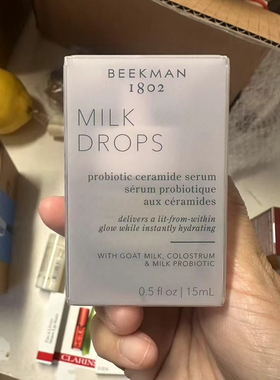 BEEKMAN
1802
MILK
DROPS
probiotic ceramide serum
sérum probiotique
aux céramides
delivers a lit-from-within
glow while instantly hydrating
WITH GOAT MILK, COLOSTRUM
& MILK PROBIOTIC
0.5 fl oz | 15mL
CLARINS